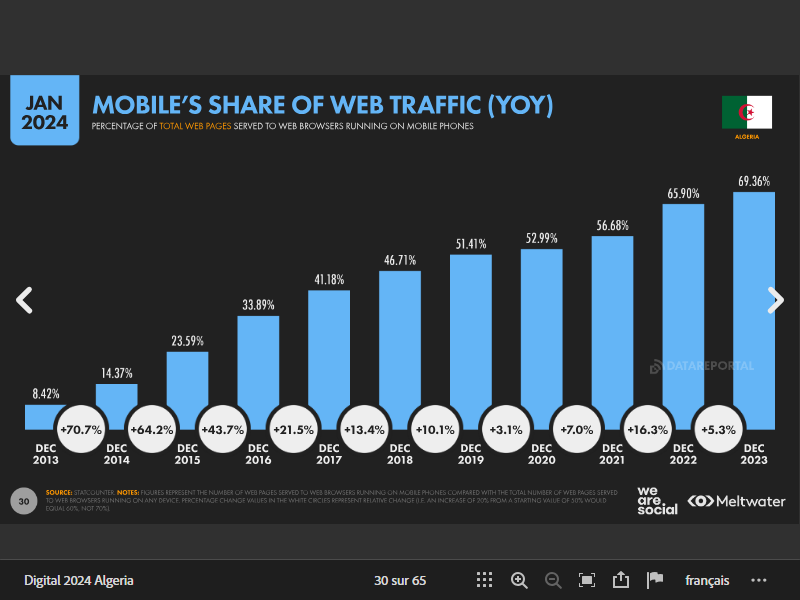 JAN
2024
MOBILE'S SHARE OF WEB TRAFFIC (YOY)
PERCENTAGE OF TOTAL WEB PAGES SERVED TO WEB BROWSERS RUNNING ON MOBILE PHONES
ALGERIA
8.42%
14.37%
23.59%
33.89%
41.18%
46.71%
51.41%
52.99%
56.68%
65.90%
69.36%
DATAREPORTAL
+70.7%
+64.2%
+43.7%
+21.5%
+13.4%
+10.1%
+3.1%
+7.0%
+16.3%
+5.3%
DEC
2013
DEC
2014
DEC
2015
DEC
2016
DEC
2017
DEC
2018
DEC
2019
DEC
2020
DEC
2021
DEC
2022
DEC
2023
30
SOURCE: STATCOUNTER. NOTES: FIGURES REPRESENT THE NUMBER OF WEB PAGES SERVED TO WEB BROWSERS RUNNING ON MOBILE PHONES COMPARED WITH THE TOTAL NUMBER OF WEB PAGES SERVED
TO WEB BROWSERS RUNNING ON ANY DEVICE. PERCENTAGE CHANGE VALUES IN THE WHITE CIRCLES REPRESENT RELATIVE CHANGE (I.E. AN INCREASE OF 20% FROM A STARTING VALUE OF 50% WOULD
EQUAL 60%, NOT 70%).
we
are.
social
Meltwater
Digital 2024 Algeria
30 sur 65
français